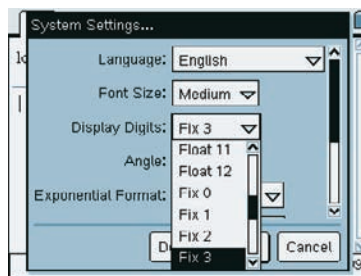 System Settings...
Language: English
Font Size: Medium
Display Digits: Fix 3
Float 11
Angle:
Float 12
Exponential Format: Fix 0
Fix 1
Fix 2
Fix 3
Cancel